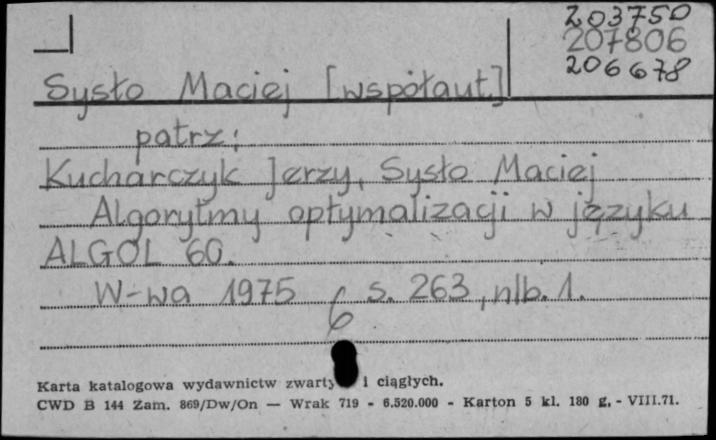 203750
207806
206678
Sysło Maciej [współaut.]
patrz:
Kucharczyk Jerzy, Sysło Maciej
Algorytmy optymalizacji w języku
ALGOL 60.
W-wa 1975 s. 263, nlb. 1.
6
Karta katalogowa wydawnictw i ciągłych.
CWD B 144 Zam. 869/Dw/On — Wrak 719 - 6.520.000 - Karton 5 kl. 180 g. - VIII.71.